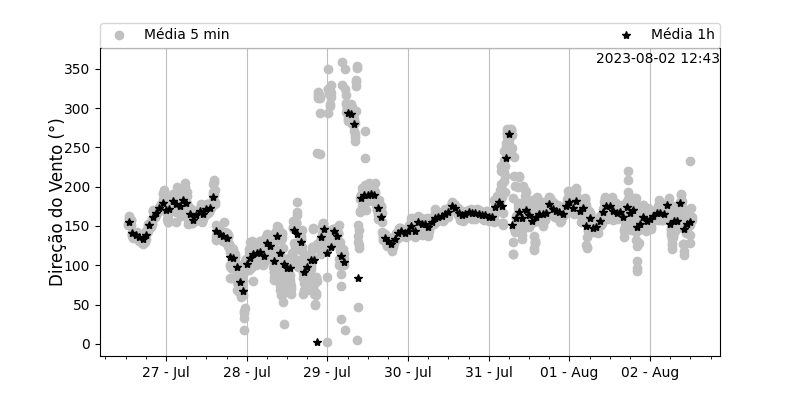 Média 5 min
Média 1h
2023-08-02 12:43
Direção do Vento (°)
350
300
250
200
150
100
50
0
27 - Jul
28 - Jul
29 - Jul
30 - Jul
31 - Jul
01 - Aug
02 - Aug